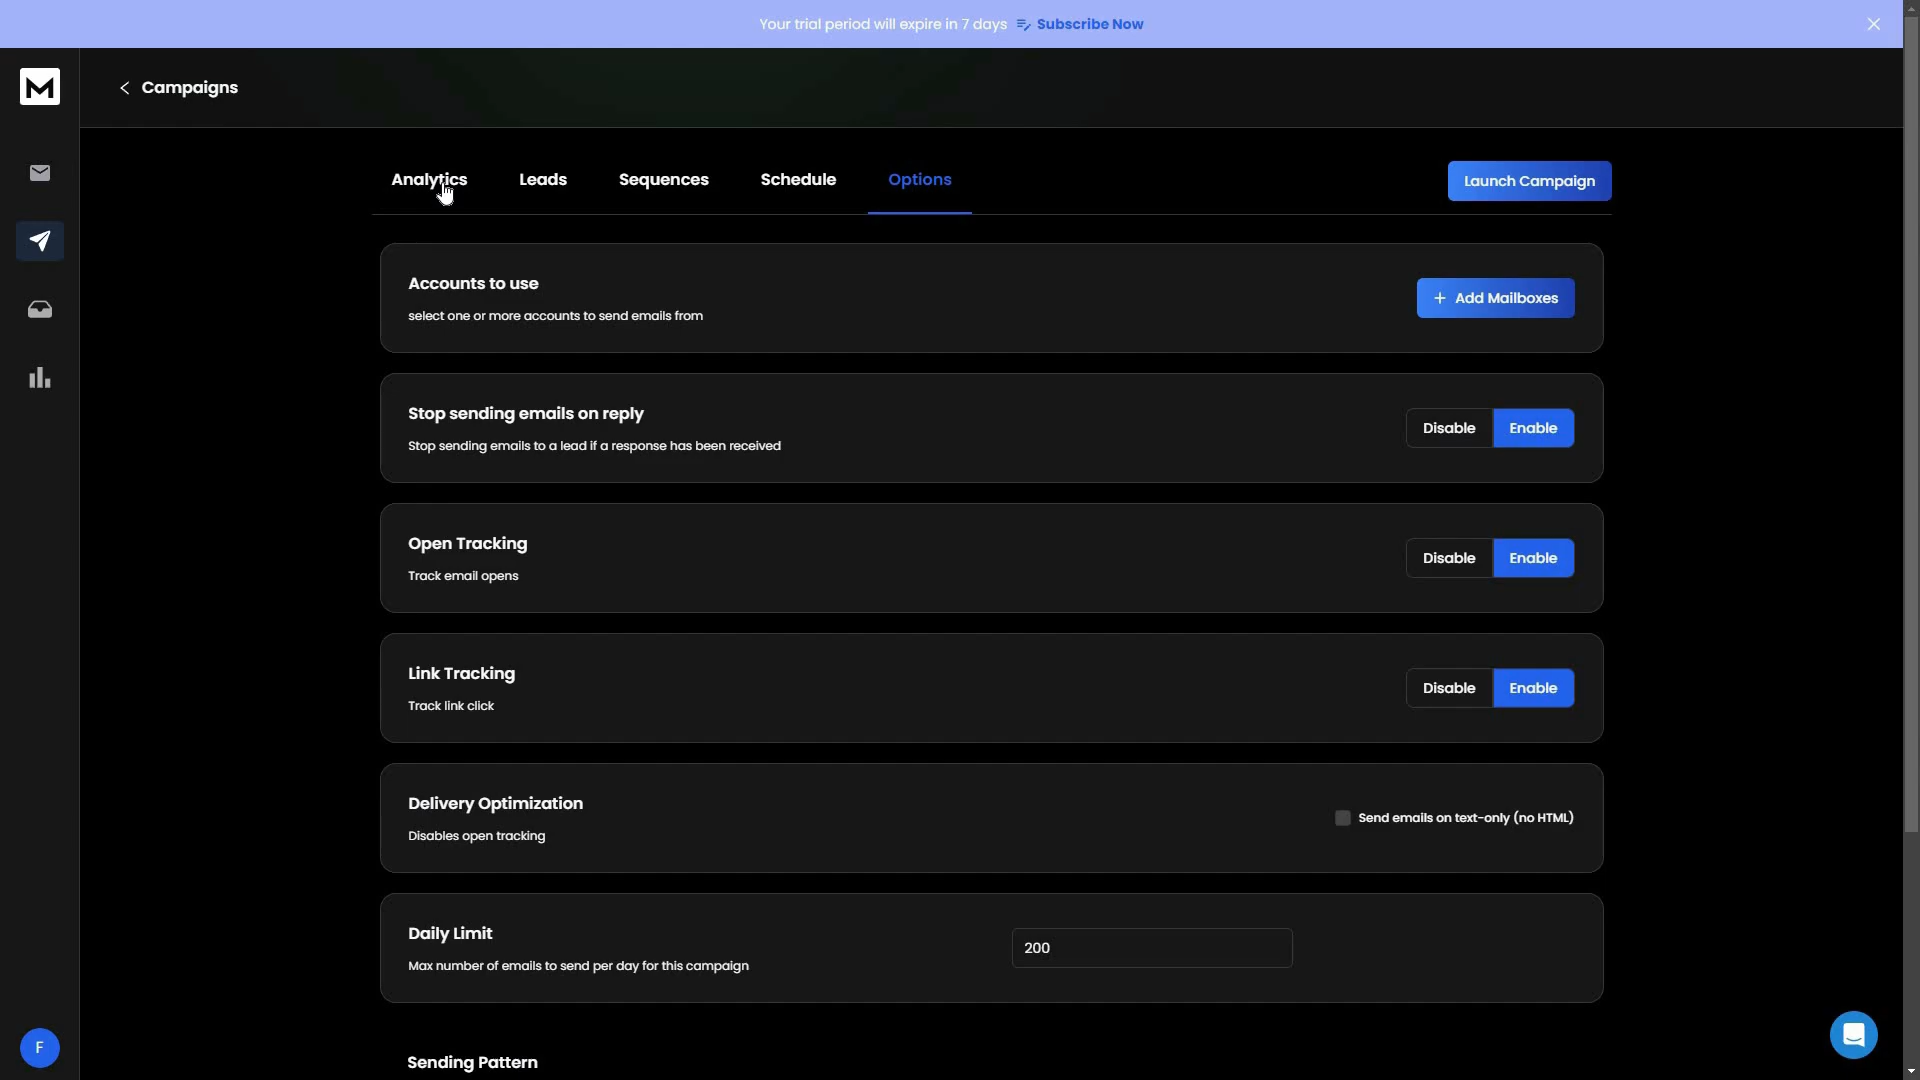 Your trial period will expire in 7 days Subscribe Now
M
Campaigns
Analytics Leads Sequences Schedule Options Launch Campaign
Accounts to use
select one or more accounts to send emails from
+ Add Mailboxes
Stop sending emails on reply
Stop sending emails to a lead if a response has been received
Disable Enable
Open Tracking
Track email opens
Disable Enable
Link Tracking
Track link click
Disable Enable
Delivery Optimization
Disables open tracking
Send emails on text-only (no HTML)
Daily Limit
Max number of emails to send per day for this campaign
200
Sending Pattern
F